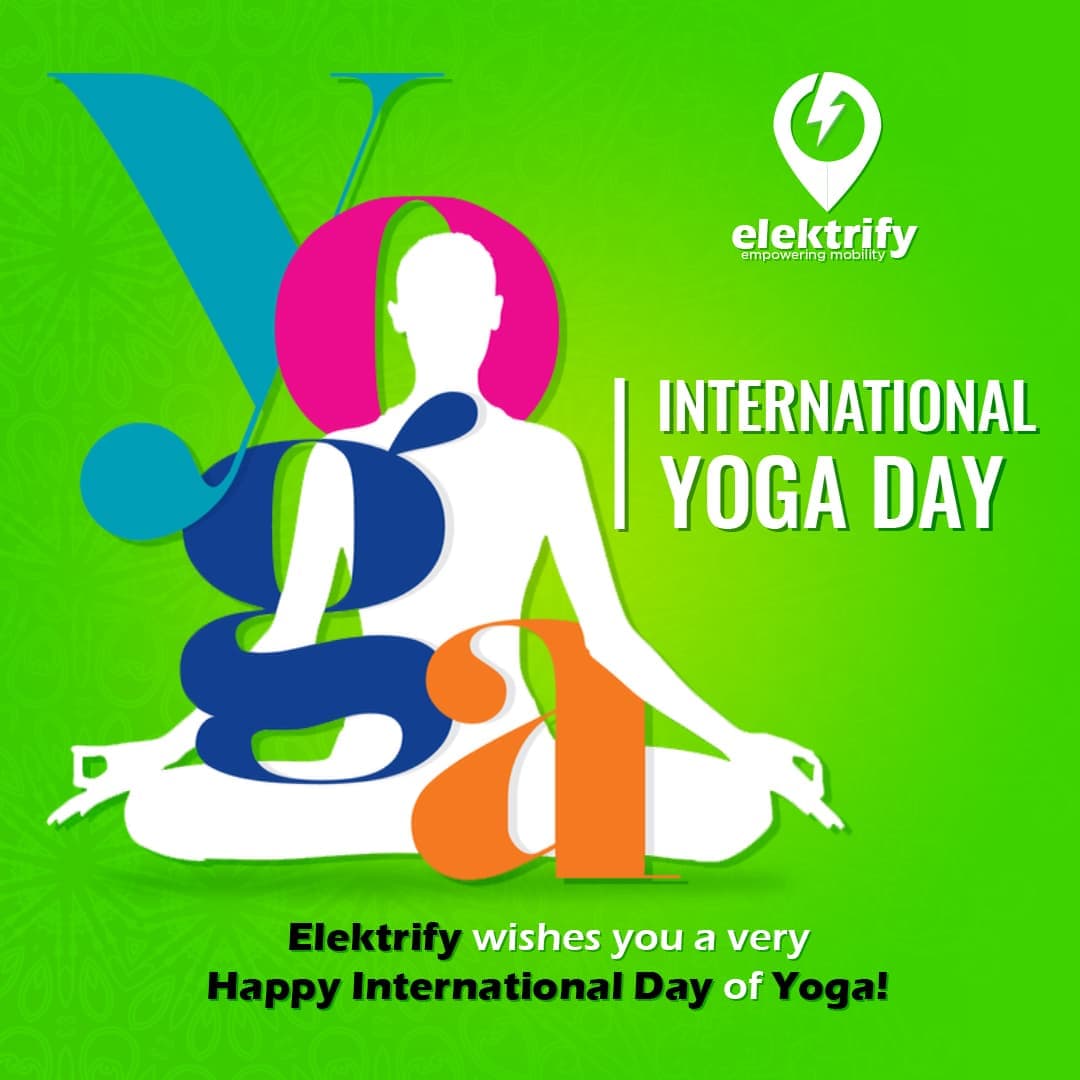 yoga
elektrify
empowering mobility
INTERNATIONAL
YOGA DAY
Elektrify wishes you a very
Happy International Day of Yoga!